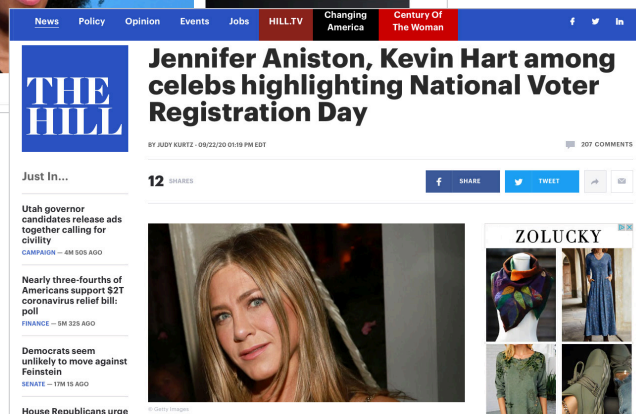 News Policy Opinion Events Jobs HILL.TV Changing America Century Of The Woman
THE
HILL
Jennifer Aniston, Kevin Hart among
celebs highlighting National Voter
Registration Day
BY JUDY KURTZ - 09/22/20 01:19 PM EDT
207 COMMENTS
12 SHARES
SHARE
TWEET
Just In...
Utah governor
candidates release ads
together calling for
civility
CAMPAIGN — 4M 50S AGO
Nearly three-fourths of
Americans support $2T
coronavirus relief bill:
poll
FINANCE — 5M 32S AGO
Democrats seem
unlikely to move against
Feinstein
SENATE — 17M 1S AGO
House Republicans urge
© Getty Images
ZOLUCKY